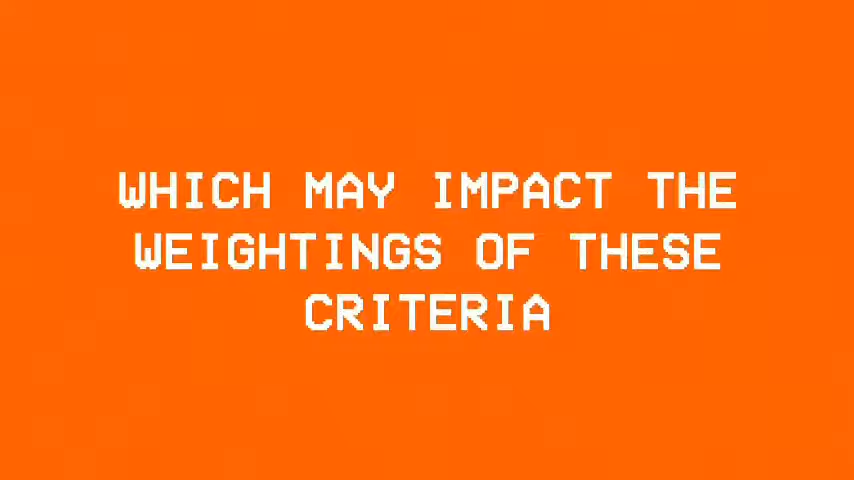 WHICH MAY IMPACT THE
WEIGHTINGS OF THESE
CRITERIA